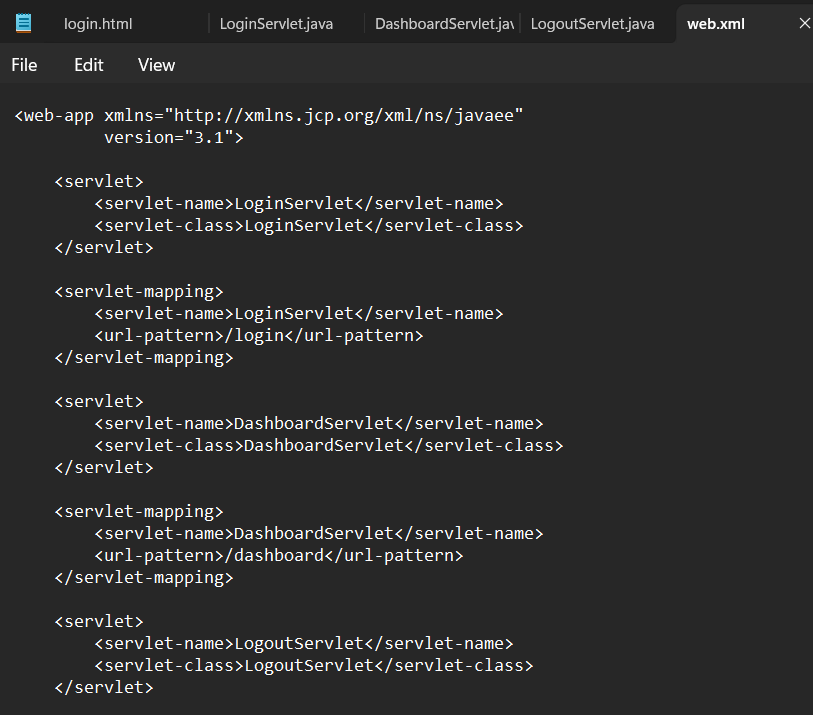 login.html LoginServlet.java DashboardServlet.jav LogoutServlet.java web.xml
File Edit View
<web-app xmlns="http://xmlns.jcp.org/xml/ns/javaee"
         version="3.1">
    <servlet>
        <servlet-name>LoginServlet</servlet-name>
        <servlet-class>LoginServlet</servlet-class>
    </servlet>
    <servlet-mapping>
        <servlet-name>LoginServlet</servlet-name>
        <url-pattern>/login</url-pattern>
    </servlet-mapping>
    <servlet>
        <servlet-name>DashboardServlet</servlet-name>
        <servlet-class>DashboardServlet</servlet-class>
    </servlet>
    <servlet-mapping>
        <servlet-name>DashboardServlet</servlet-name>
        <url-pattern>/dashboard</url-pattern>
    </servlet-mapping>
    <servlet>
        <servlet-name>LogoutServlet</servlet-name>
        <servlet-class>LogoutServlet</servlet-class>
    </servlet>